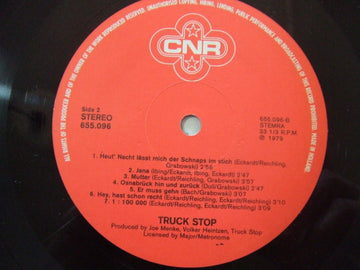 ALL RIGHTS OF THE PRODUCER AND OF THE OWNER OF THE WORK REPRODUCED RESERVED. UNAUTHORIZED COPYING, HIRING, LENDING, PUBLIC PERFORMANCE AND BROADCASTING OF THIS RECORD PROHIBITED. MADE IN HOLLAND.
CNR
Side 2
STEREO
655.096
655.096-B
STEMRA
33 1/3 R.P.M.
℗ 1979
1. Heut' Nacht lässt mich der Schnaps im stich (Eckardt/Reichling,
Grabowski) 2'56
2. Jana (Ibing/Eckardt, Ibing, Eckardt) 2'47
3. Mutter (Eckardt/Reichling, Eckardt) 3'57
4. Osnabrück hin und zurück (Doll/Grabowski) 2'47
5. Er muss gehn (Bach/Grabowski) 2'21
6. Hey, hast schon recht (Eckardt/Reichling, Eckardt) 3'10
7. 1 : 100 000 (Eckardt/Reichling, Eckardt/Reichling) 3'09
TRUCK STOP
Produced by Joe Menke, Volker Heintzen, Truck Stop
Licensed by Major/Metronome